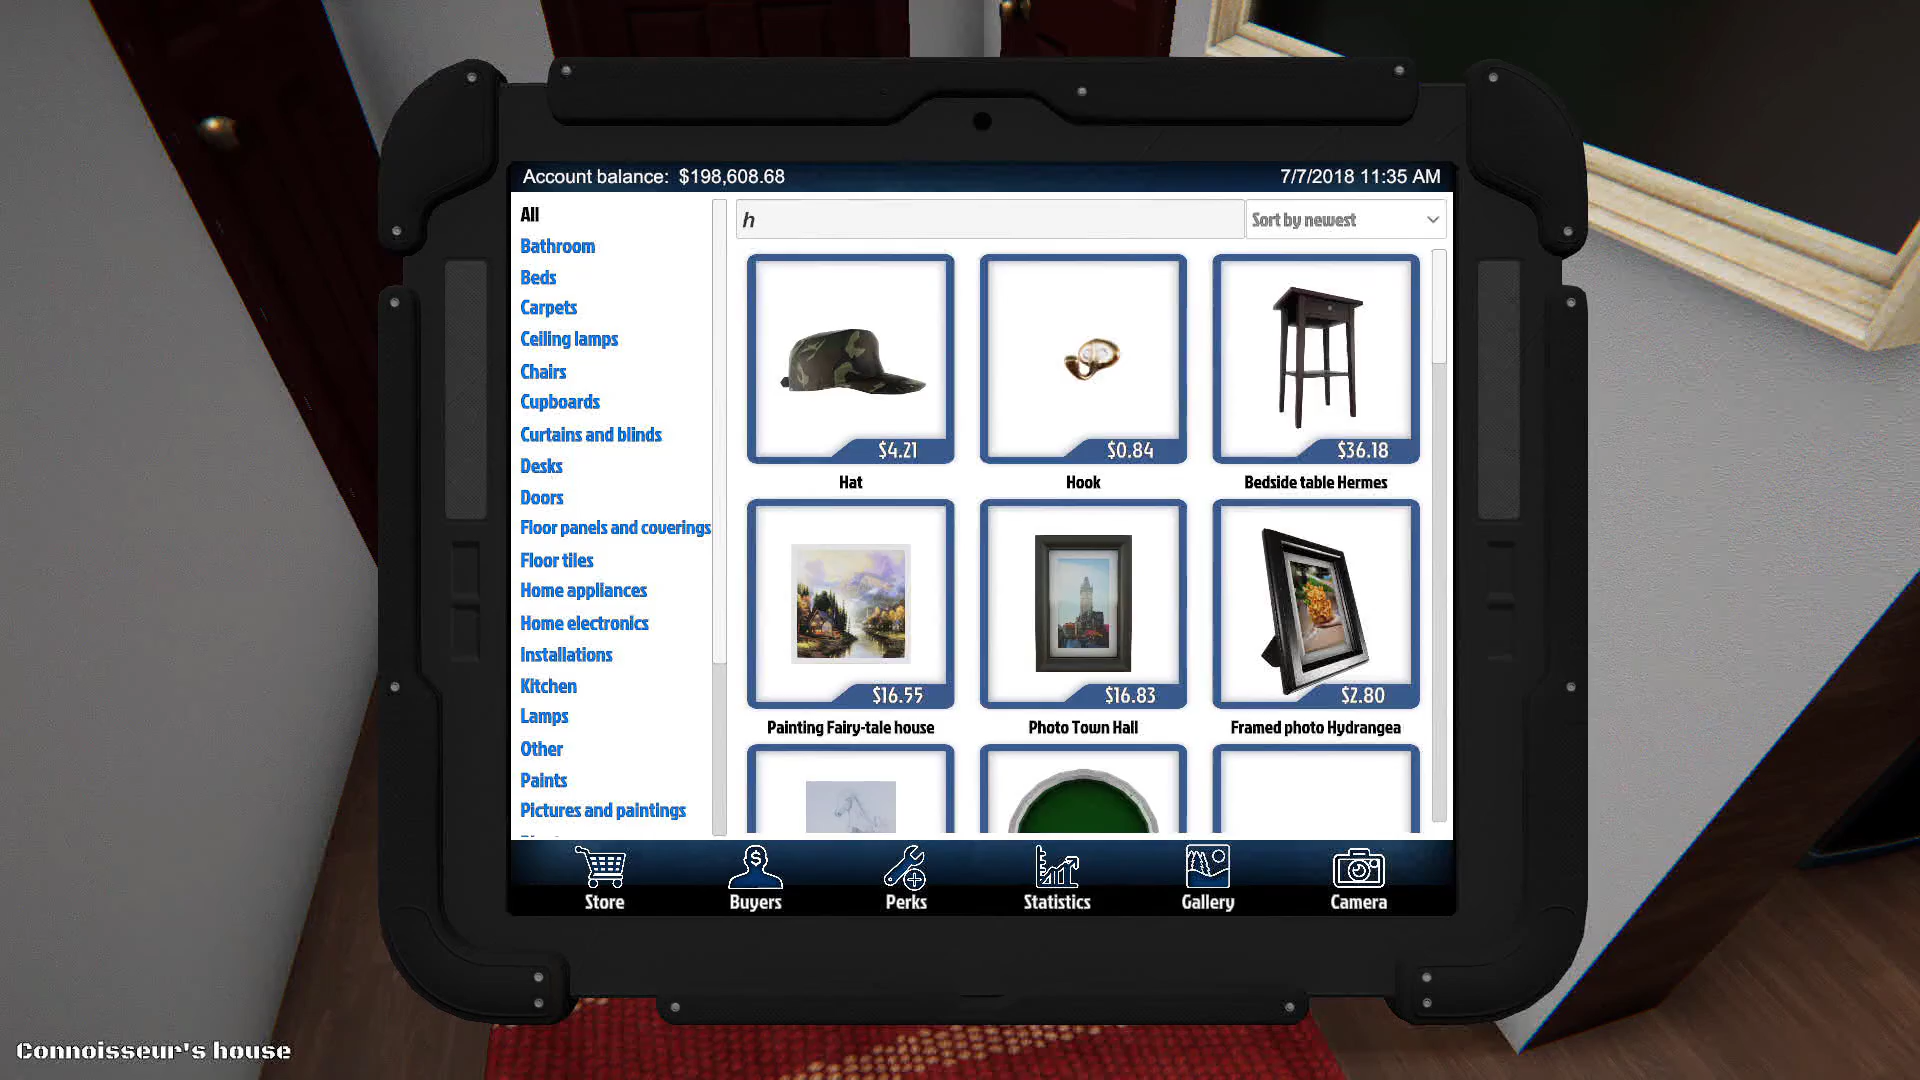 Account balance: $198,608.68
7/7/2018 11:35 AM
h
Sort by newest
All
Bathroom
Beds
Carpets
Ceiling lamps
Chairs
Cupboards
Curtains and blinds
Desks
Doors
Floor panels and coverings
Floor tiles
Home appliances
Home electronics
Installations
Kitchen
Lamps
Other
Paints
Pictures and paintings
$4.21
Hat
$0.84
Hook
$36.18
Bedside table Hermes
$16.55
Painting Fairy-tale house
$16.83
Photo Town Hall
$2.80
Framed photo Hydrangea
Store
Buyers
Perks
Statistics
Gallery
Camera
Connoisseur's house